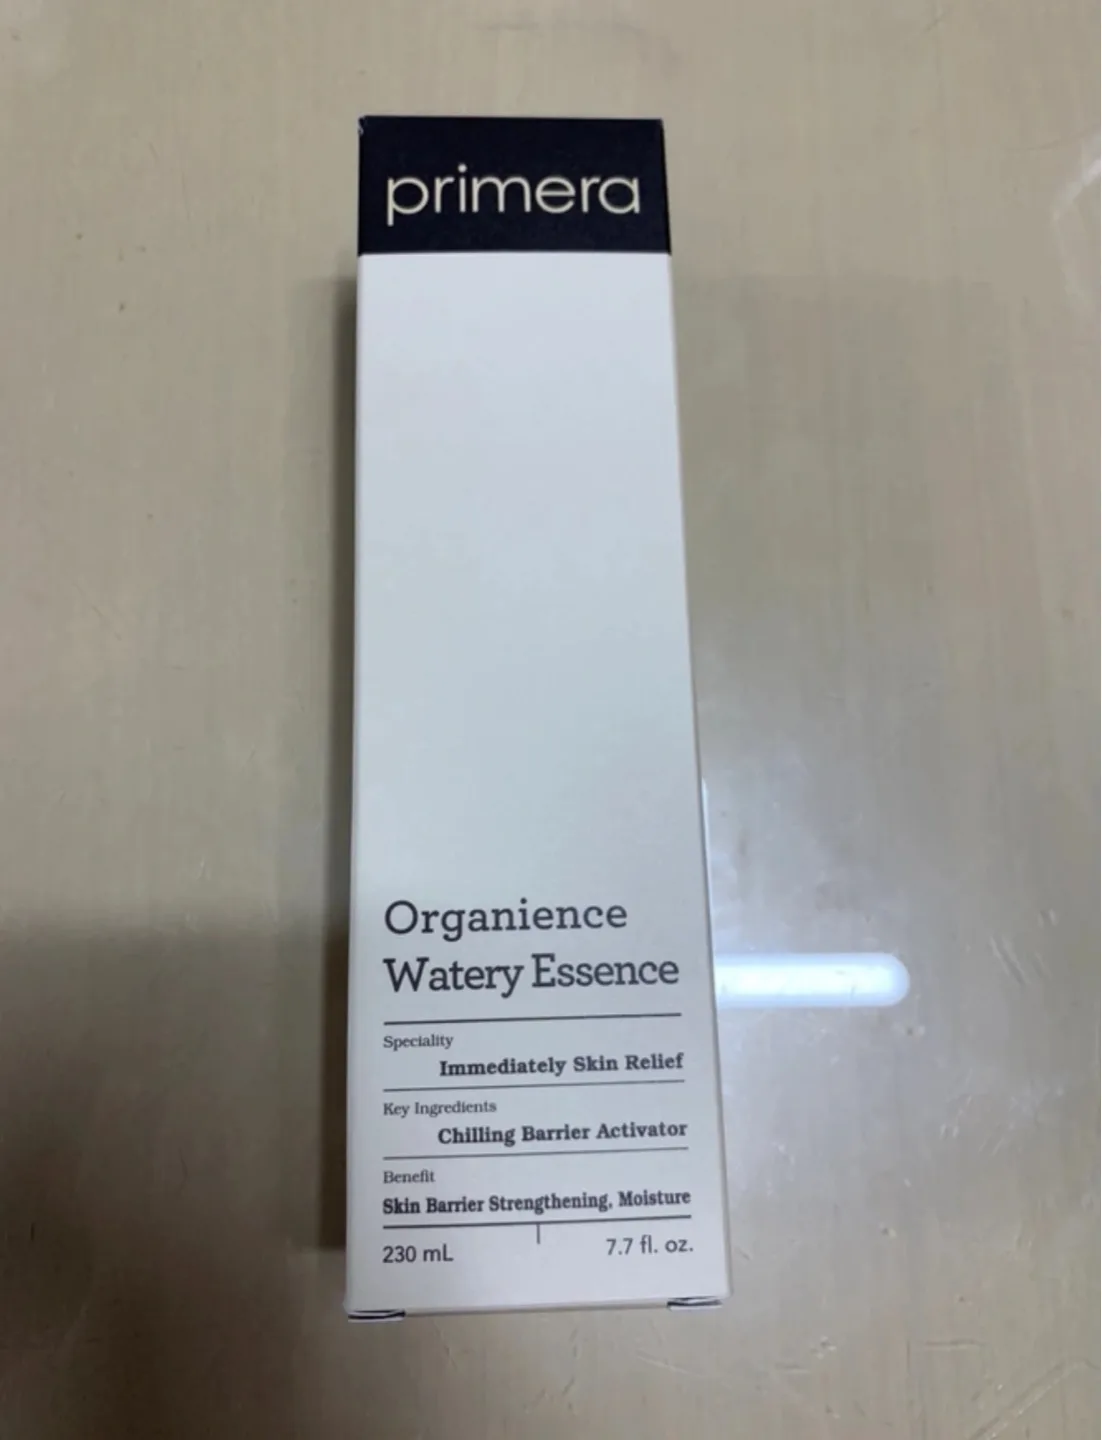 primera
Organience
Watery Essence
Speciality
Immediately Skin Relief
Key Ingredients
Chilling Barrier Activator
Benefit
Skin Barrier Strengthening, Moisture
230 mL 7.7 fl. oz.